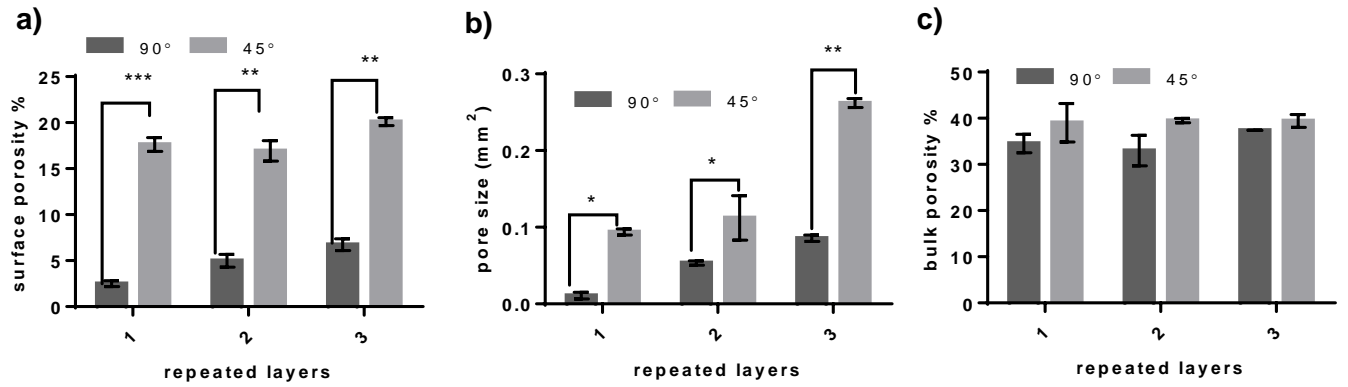 a)
90° 45°
surface porosity %
25
20
15
10
5
0
*** ** **
1 2 3
repeated layers
b)
90° 45°
pore size (mm²)
0.3
0.2
0.1
0.0
* * **
1 2 3
repeated layers
c)
90° 45°
bulk porosity %
50
40
30
20
10
0
1 2 3
repeated layers